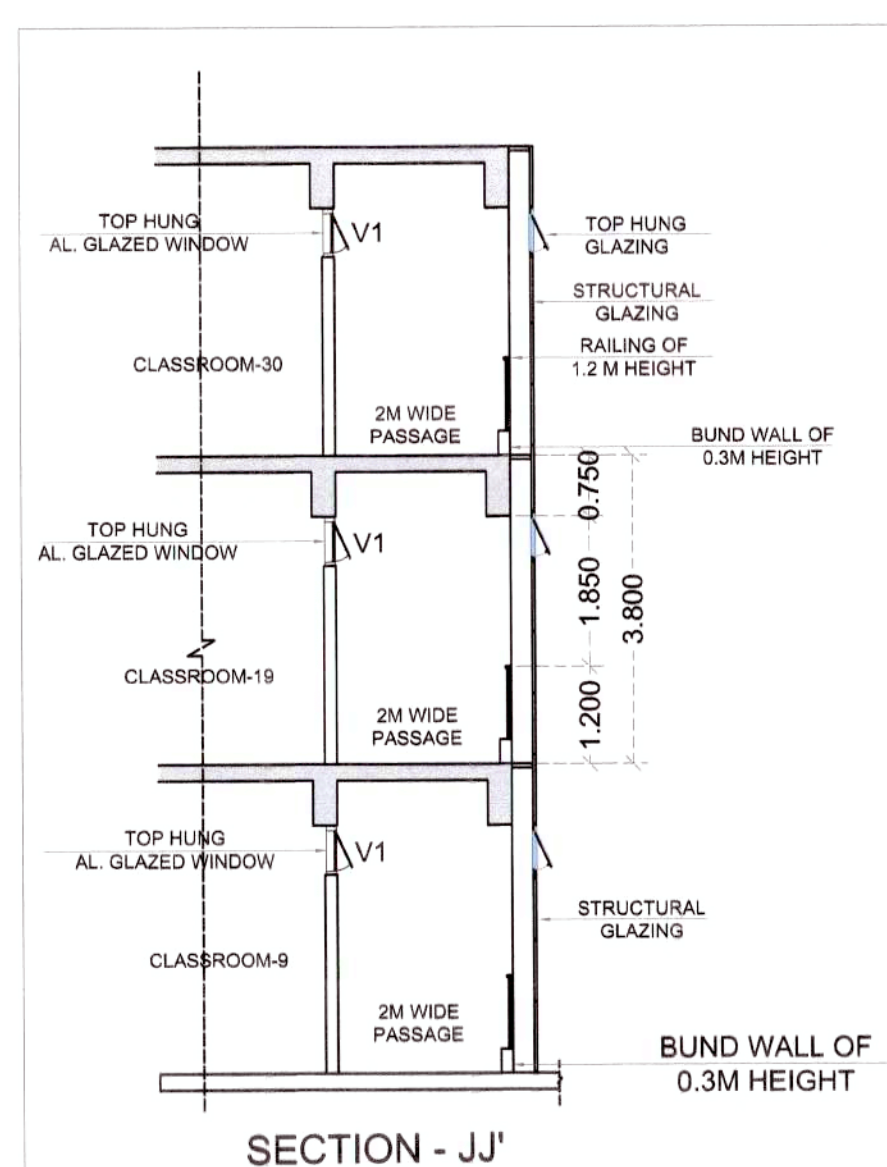 TOP HUNG
AL. GLAZED WINDOW
V1
TOP HUNG
GLAZING
STRUCTURAL
GLAZING
CLASSROOM-30
RAILING OF
1.2 M HEIGHT
2M WIDE
PASSAGE
BUND WALL OF
0.3M HEIGHT
0.750
TOP HUNG
AL. GLAZED WINDOW
V1
1.850
3.800
CLASSROOM-19
2M WIDE
PASSAGE
1.200
TOP HUNG
AL. GLAZED WINDOW
V1
STRUCTURAL
GLAZING
CLASSROOM-9
2M WIDE
PASSAGE
BUND WALL OF
0.3M HEIGHT
SECTION - JJ'